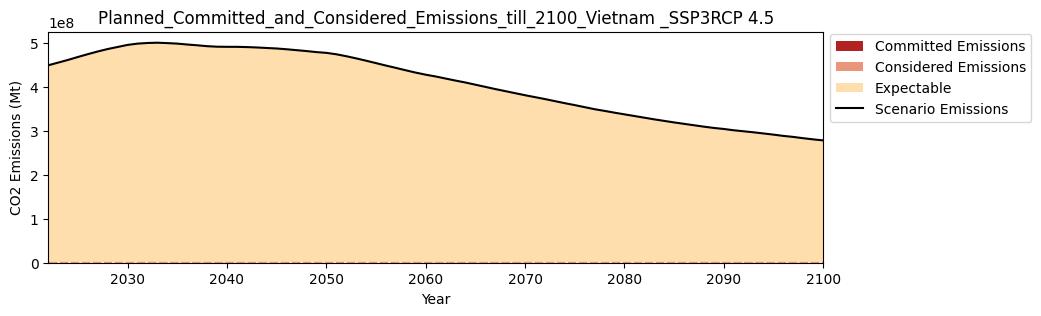 Planned_Committed_and_Considered_Emissions_till_2100_Vietnam _SSP3RCP 4.5
1e8
5
4
3
2
1
0
CO2 Emissions (Mt)
2030 2040 2050 2060 2070 2080 2090 2100
Year
Committed Emissions
Considered Emissions
Expectable
Scenario Emissions